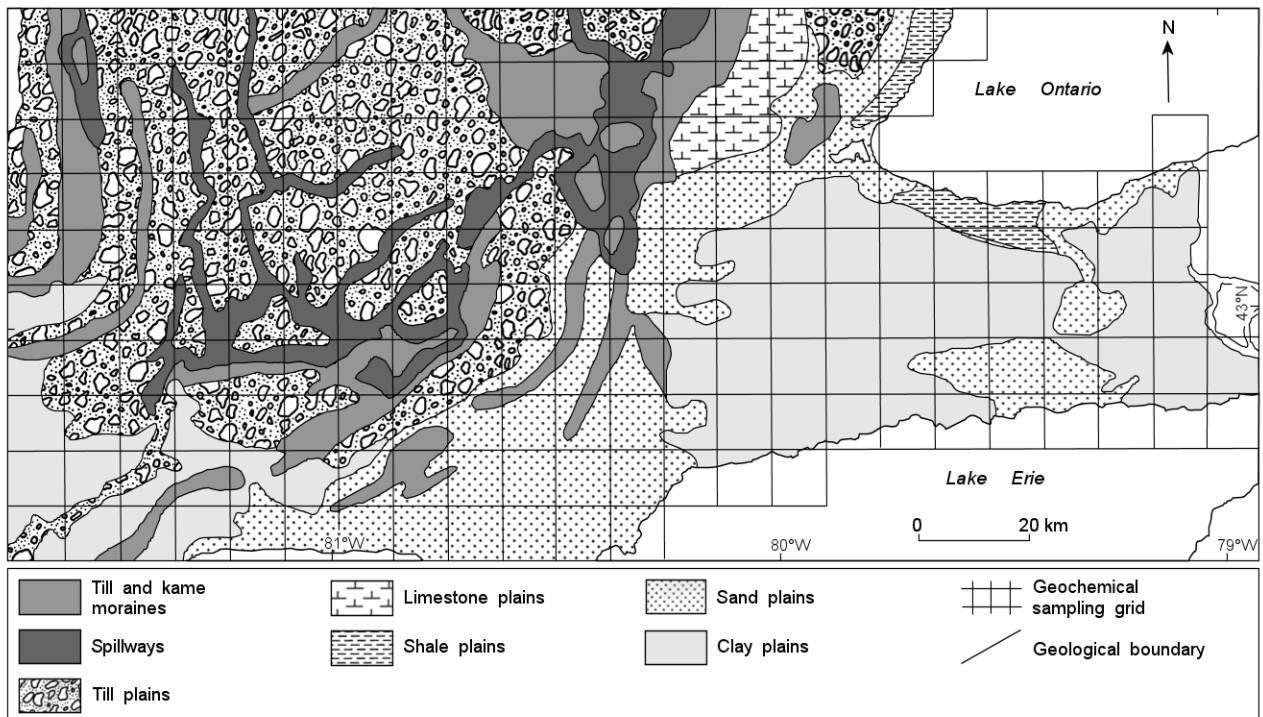 N
Lake Ontario
43°N
Lake Erie
0 20 km
81°W
80°W
79°W
Till and kame
moraines
Limestone plains
Sand plains
Geochemical
sampling grid
Spillways
Shale plains
Clay plains
Geological boundary
Till plains